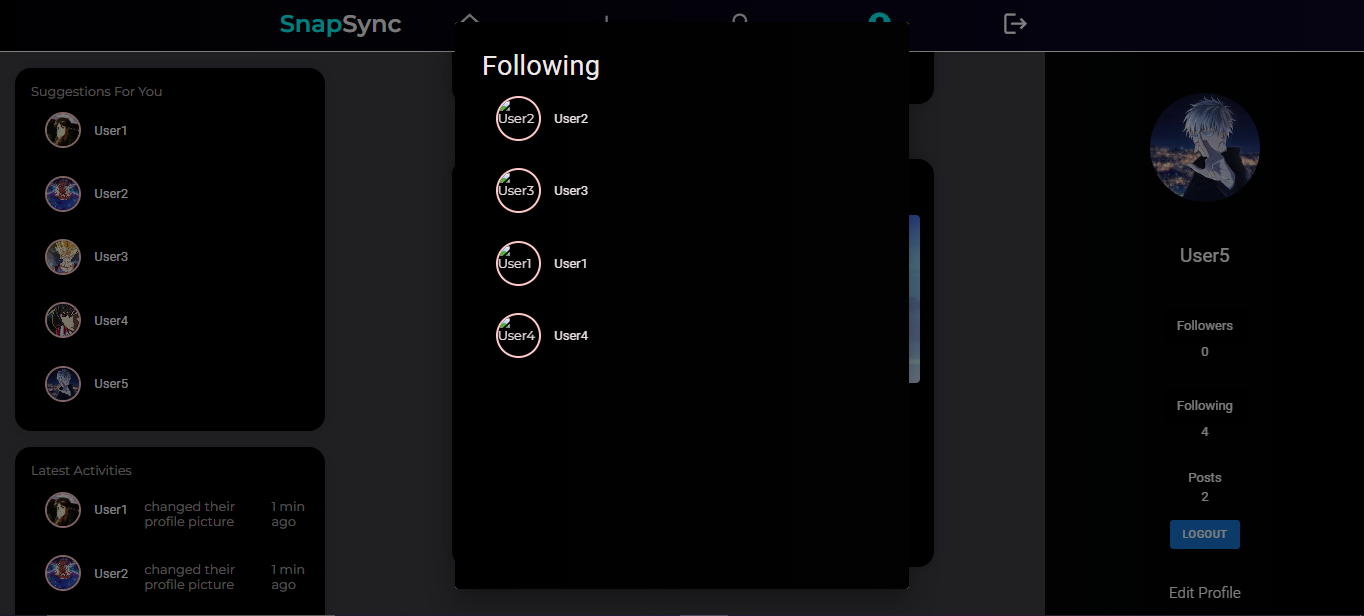 SnapSync
Suggestions For You
User1
User2
User3
User4
User5
Latest Activities
User1 changed their profile picture 1 min ago
User2 changed their profile picture 1 min ago
Following
User2 User2
User3 User3
User1 User1
User4 User4
User5
Followers
0
Following
4
Posts
2
LOGOUT
Edit Profile